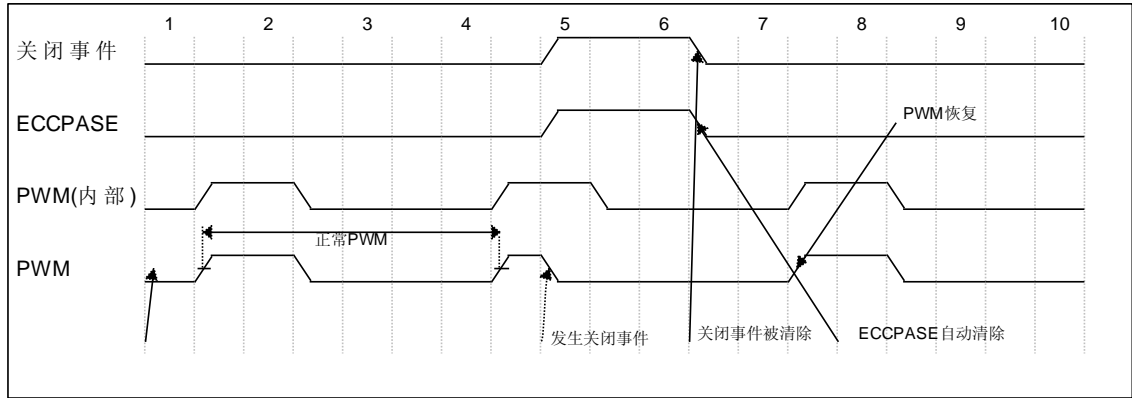 1 2 3 4 5 6 7 8 9 10
关闭事件
ECCPASE
PWM恢复
PWM(内部)
正常PWM
PWM
发生关闭事件
关闭事件被清除
ECCPASE自动清除